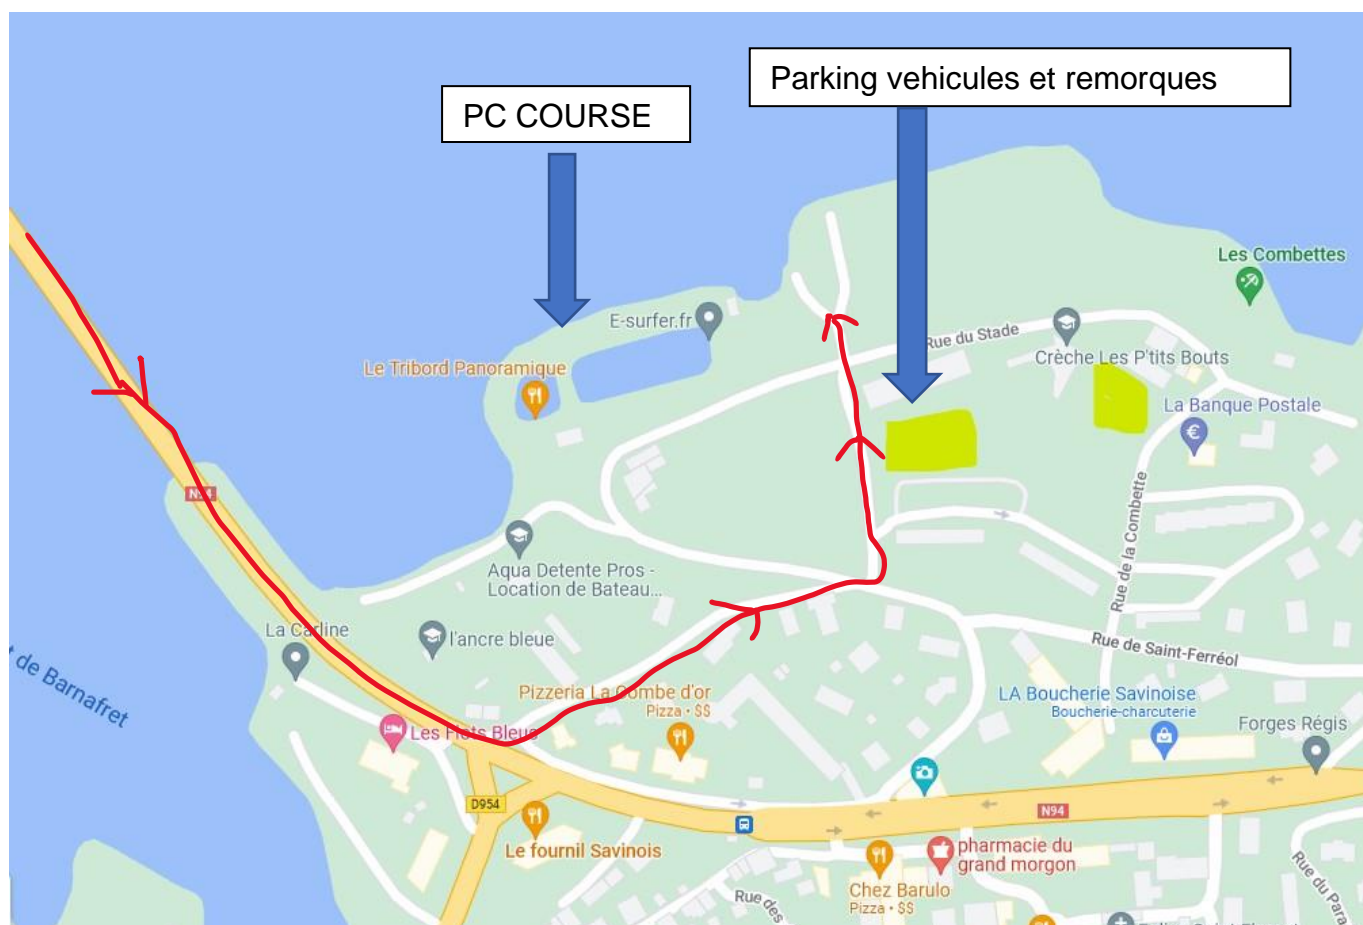 Parking vehicules et remorques
PC COURSE
Les Combettes
E-surfer.fr
Rue du Stade
Crèche Les P'tits Bouts
Le Tribord Panoramique
La Banque Postale
€
N94
Rue de la Combette
Aqua Detente Pros -
Location de Bateau...
La Carline
l'ancre bleue
Rue de Saint-Ferréol
de Barnafret
Pizzeria La Combe d'or
Pizza • $$
LA Boucherie Savinoise
Boucherie-charcuterie
Les Flots Bleus
Forges Régis
D954
N94
Le fournil Savinois
pharmacie du
grand morgon
Chez Barulo
Pizza • $$
Rue des
Rue du Para